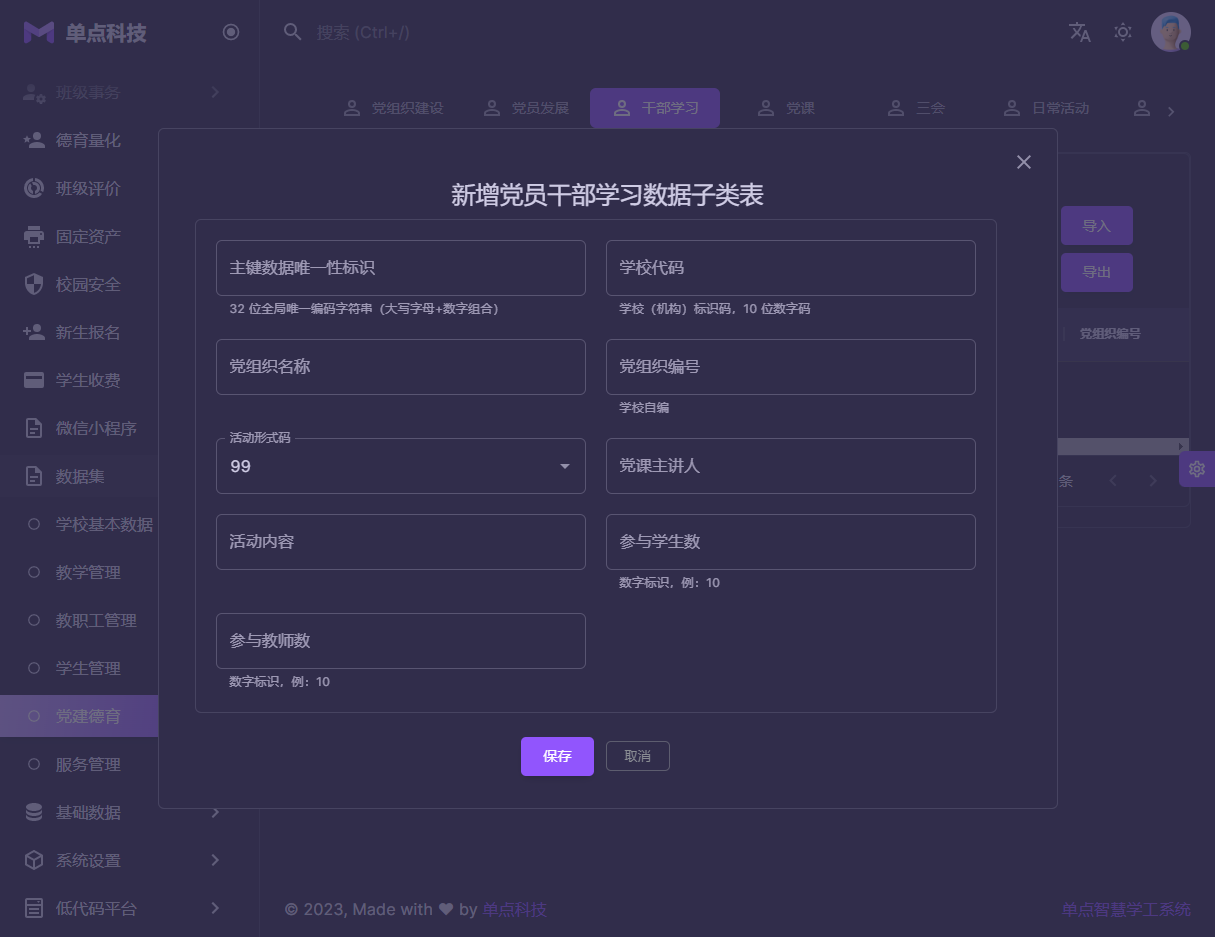 单点科技
搜索 (Ctrl+/)
班级事务
德育量化
班级评价
固定资产
校园安全
新生报名
学生收费
微信小程序
数据集
学校基本数据
教学管理
教职工管理
学生管理
党建德育
服务管理
基础数据
系统设置
低代码平台
党组织建设
党员发展
干部学习
党课
三会
日常活动
导入
导出
党组织编号
条
新增党员干部学习数据子类表
主键数据唯一性标识
32 位全局唯一编码字符串（大写字母+数字组合）
学校代码
学校（机构）标识码，10 位数字码
党组织名称
党组织编号
学校自编
活动形式码
99
党课主讲人
活动内容
参与学生数
数字标识，例：10
参与教师数
数字标识，例：10
保存
取消
© 2023, Made with ❤ by 单点科技
单点智慧学工系统